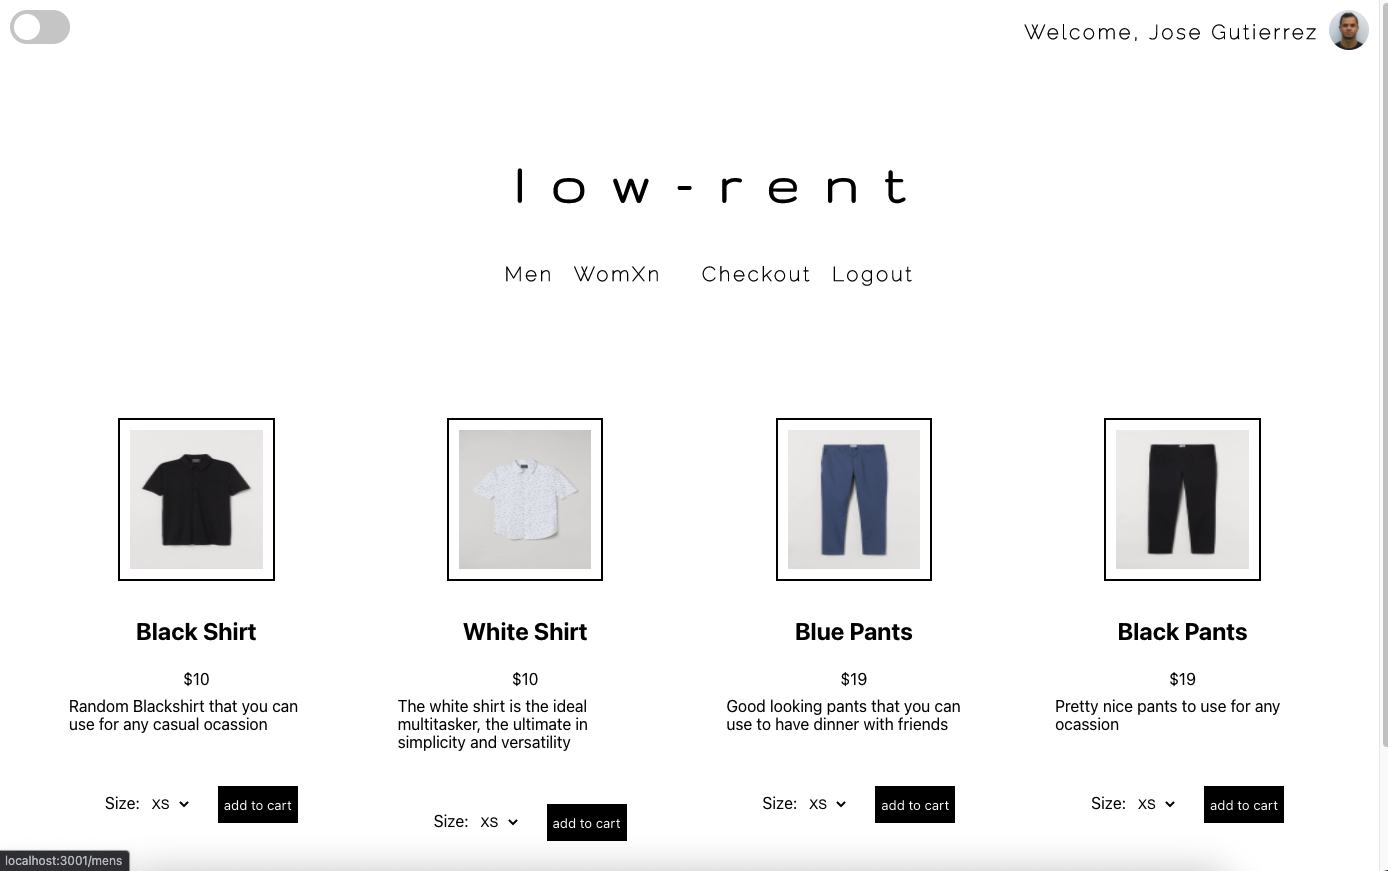 Welcome, Jose Gutierrez
low-rent
Men WomXn Checkout Logout
Black Shirt
$10
Random Blackshirt that you can
use for any casual ocassion
Size: XS add to cart
White Shirt
$10
The white shirt is the ideal
multitasker, the ultimate in
simplicity and versatility
Size: XS add to cart
Blue Pants
$19
Good looking pants that you can
use to have dinner with friends
Size: XS add to cart
Black Pants
$19
Pretty nice pants to use for any
ocassion
Size: XS add to cart
localhost:3001/mens